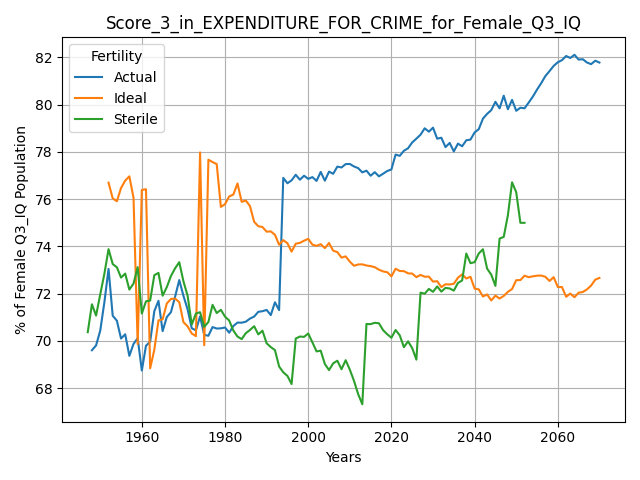 Score_3_in_EXPENDITURE_FOR_CRIME_for_Female_Q3_IQ
Fertility
Actual
Ideal
Sterile
% of Female Q3_IQ Population
82
80
78
76
74
72
70
68
1960
1980
2000
2020
2040
2060
Years